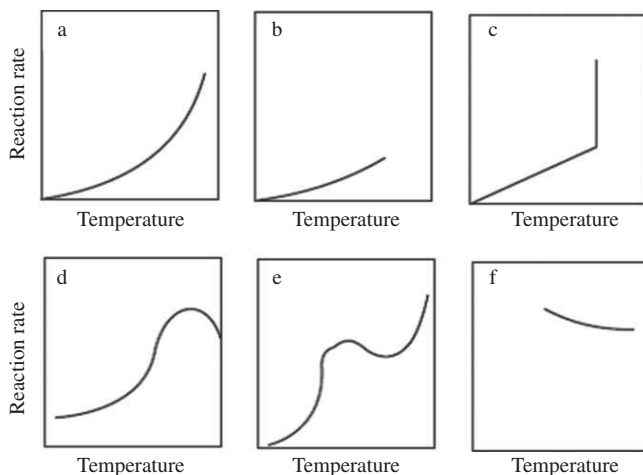 a
b
c
Reaction rate
Temperature
Temperature
Temperature
d
e
f
Reaction rate
Temperature
Temperature
Temperature